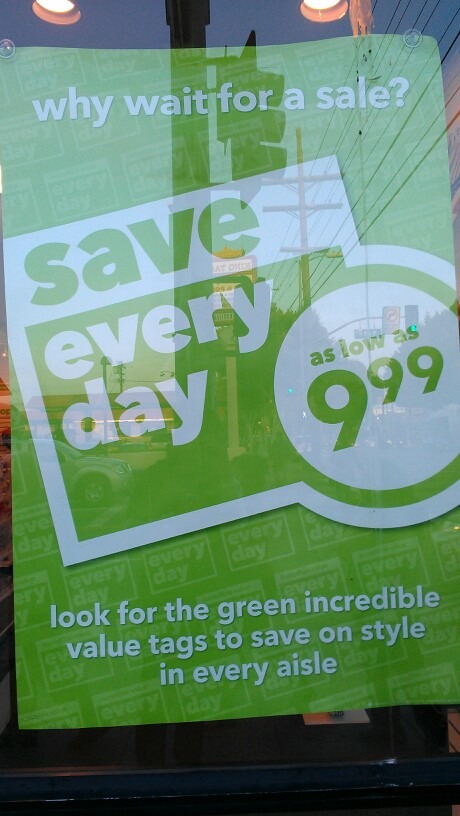 why wait for a sale?
save
every
day
as low as
999
look for the green incredible
value tags to save on style
in every aisle